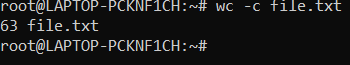 root@LAPTOP-PCKNF1CH:~# wc -c file.txt
63 file.txt
root@LAPTOP-PCKNF1CH:~#